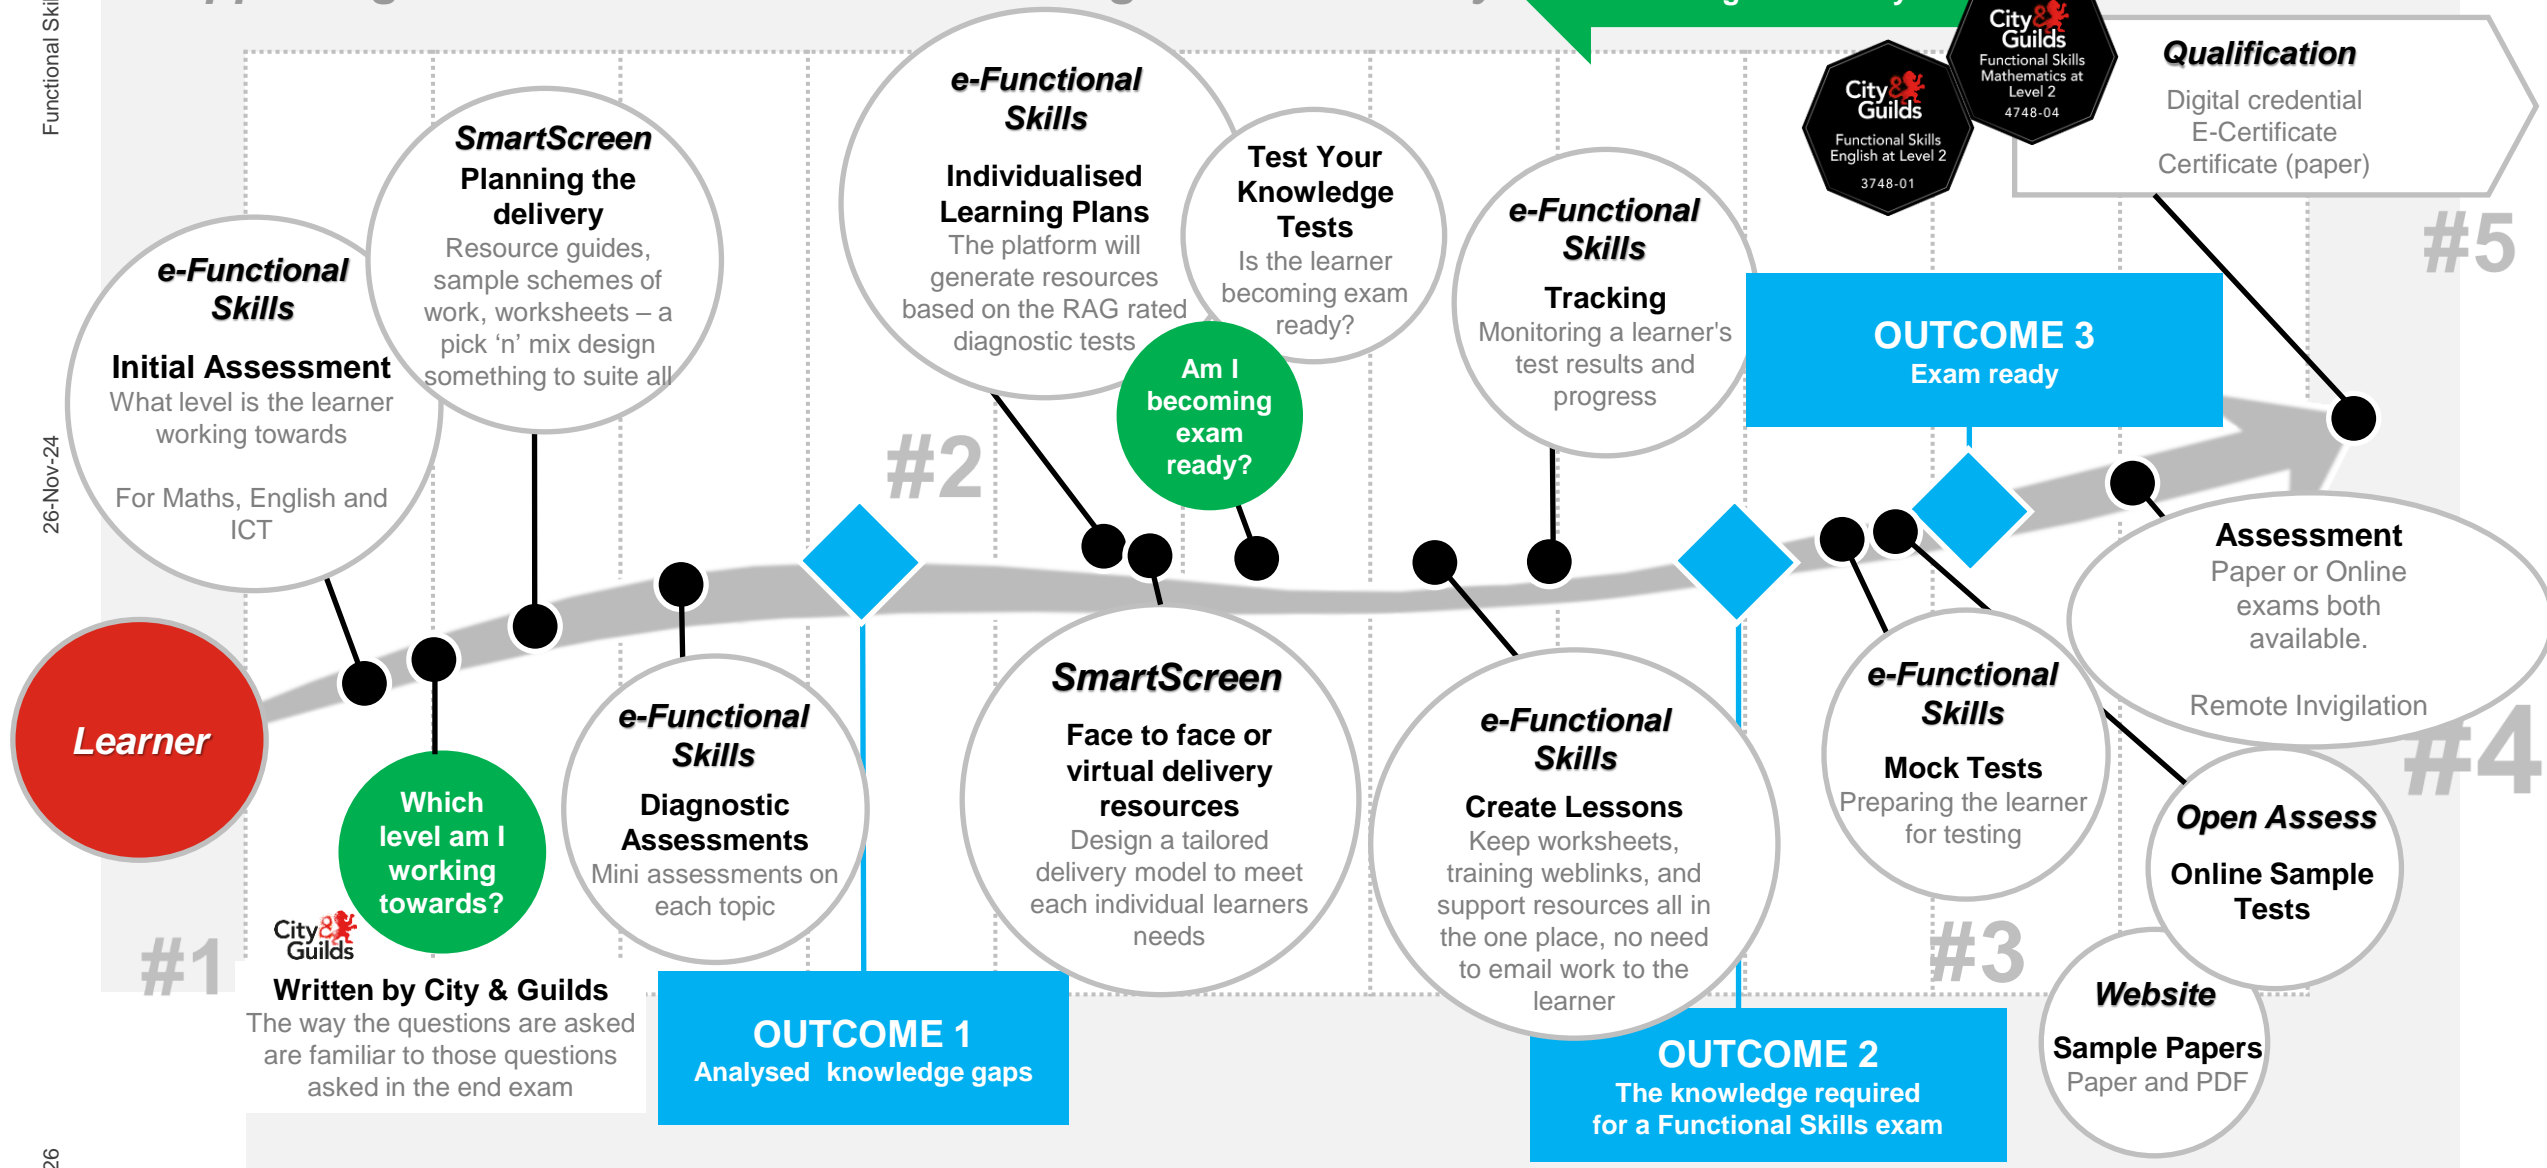 Functional Skil
26-Nov-24
26
e-Functional
Skills
Initial Assessment
What level is the learner
working towards
For Maths, English and
ICT
SmartScreen
Planning the
delivery
Resource guides,
sample schemes of
work, worksheets – a
pick ‘n’ mix design
something to suite all
e-Functional
Skills
Individualised
Learning Plans
The platform will
generate resources
based on the RAG rated
diagnostic tests
Test Your
Knowledge
Tests
Is the learner
becoming exam
ready?
Am I
becoming
exam
ready?
e-Functional
Skills
Tracking
Monitoring a learner's
test results and
progress
City&
Guilds
Functional Skills
English at Level 2
3748-01
City&
Guilds
Functional Skills
Mathematics at
Level 2
4748-04
Qualification
Digital credential
E-Certificate
Certificate (paper)
#5
OUTCOME 3
Exam ready
#2
Learner
Which
level am I
working
towards?
City&
Guilds
#1
Written by City & Guilds
The way the questions are asked
are familiar to those questions
asked in the end exam
e-Functional
Skills
Diagnostic
Assessments
Mini assessments on
each topic
OUTCOME 1
Analysed  knowledge gaps
SmartScreen
Face to face or
virtual delivery
resources
Design a tailored
delivery model to meet
each individual learners
needs
e-Functional
Skills
Create Lessons
Keep worksheets,
training weblinks, and
support resources all in
the one place, no need
to email work to the
learner
OUTCOME 2
The knowledge required
for a Functional Skills exam
e-Functional
Skills
Mock Tests
Preparing the learner
for testing
#3
Assessment
Paper or Online
exams both
available.
Remote Invigilation
#4
Open Assess
Online Sample
Tests
Website
Sample Papers
Paper and PDF